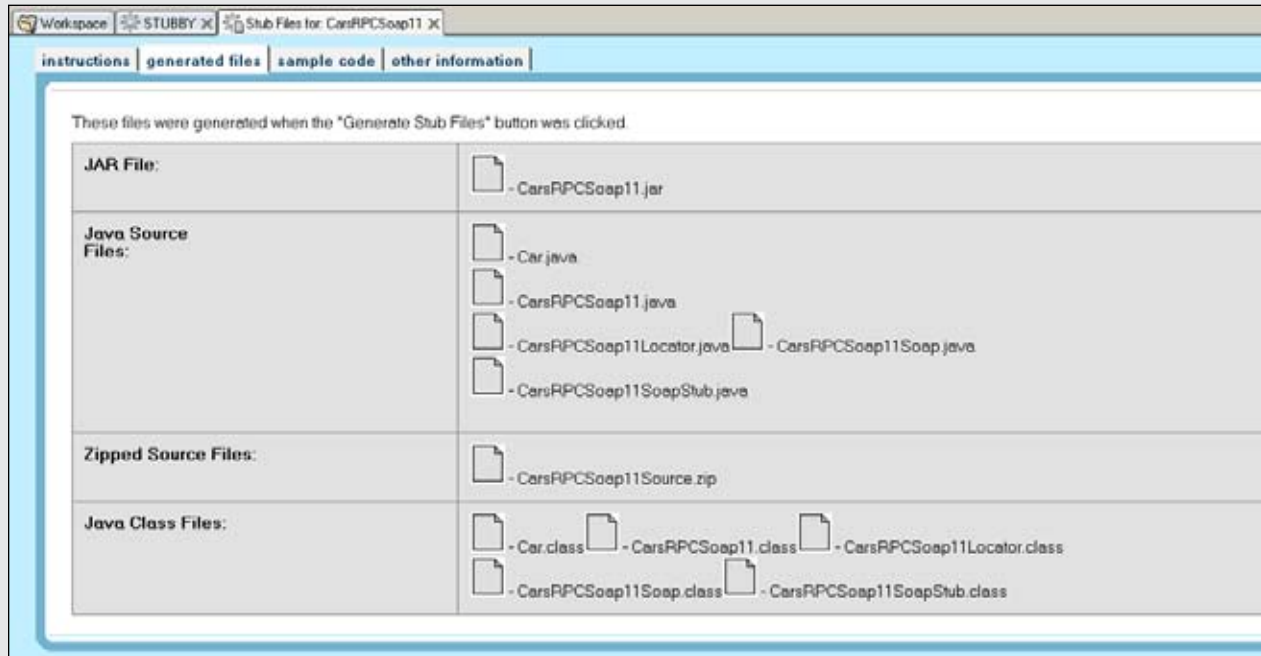 Workspace STUBBY Stub Files for: CarsRPCSoap11
instructions generated files sample code other information
These files were generated when the "Generate Stub Files" button was clicked.
JAR File:
- CarsRPCSoap11.jar
Java Source
Files:
- Car.java
- CarsRPCSoap11.java
- CarsRPCSoap11Locator.java - CarsRPCSoap11Soap.java
- CarsRPCSoap11SoapStub.java
Zipped Source Files:
- CarsRPCSoap11Source.zip
Java Class Files:
- Car.class - CarsRPCSoap11.class - CarsRPCSoap11Locator.class
- CarsRPCSoap11Soap.class - CarsRPCSoap11SoapStub.class